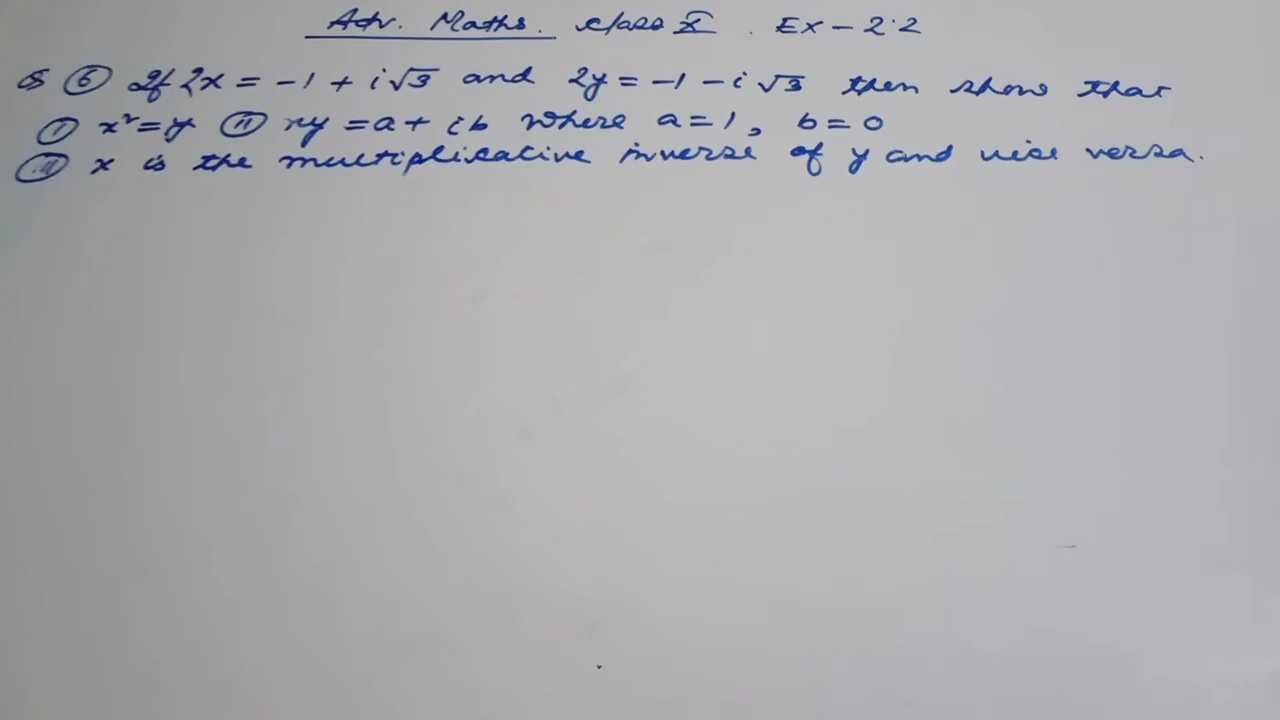 Adv. Maths. class X . Ex - 2.2
Q (6) If 2x = -1 + i√3 and 2y = -1 - i√3 then show that
(i) x² = y (ii) xy = a + ib where a = 1, b = 0
(iii) x is the multiplicative inverse of y and vice versa.